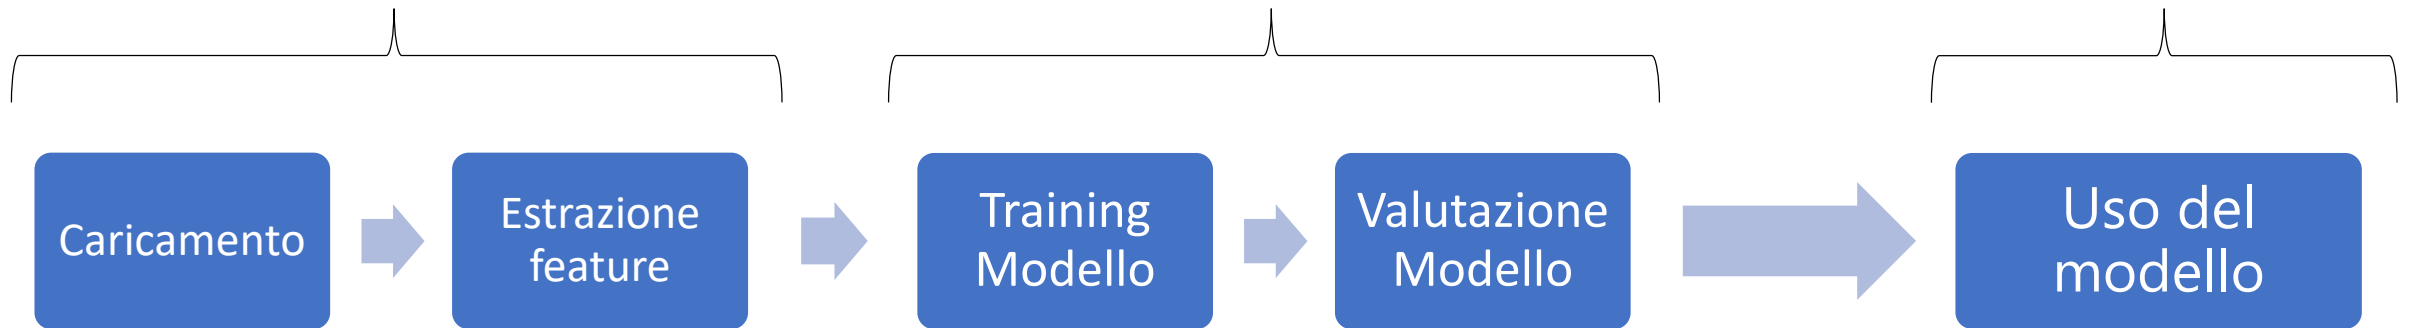 Caricamento
Estrazione
feature
Training
Modello
Valutazione
Modello
Uso del
modello